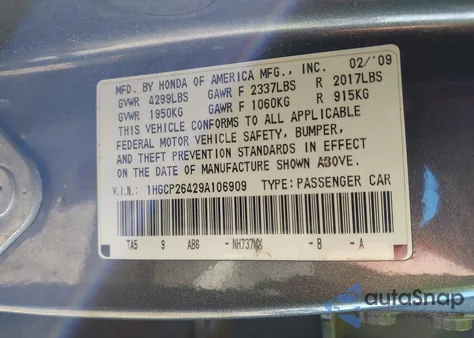 MFD. BY HONDA OF AMERICA MFG., INC. 02/'09
GVWR 4299LBS GAWR F 2337LBS R 2017LBS
GVWR 1950KG GAWR F 1060KG R 915KG
THIS VEHICLE CONFORMS TO ALL APPLICABLE
FEDERAL MOTOR VEHICLE SAFETY, BUMPER,
AND THEFT PREVENTION STANDARDS IN EFFECT
ON THE DATE OF MANUFACTURE SHOWN ABOVE.
V.I.N.: 1HGCP26429A106909 TYPE:PASSENGER CAR
TA5 9 AB6 -NH737MX -B -A
autoSnap